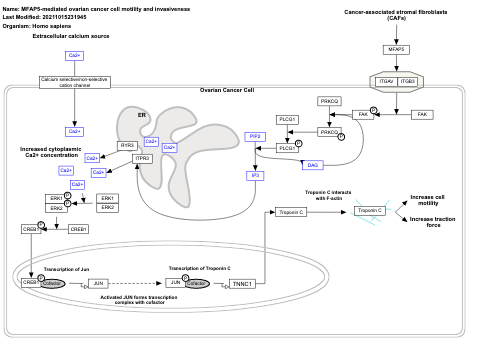 Name: MFAP5-mediated ovarian cancer cell motility and invasiveness
Last Modified: 20211015231945
Organism: Homo sapiens
Cancer-associated stromal fibroblasts
(CAFs)
Extracellular calcium source
MFAP5
Ca2+
Calcium selective/non-selective
cation channel
ITGAV
ITGB3
Ovarian Cancer Cell
PRKCQ
ER
FAK
P
FAK
PLCG1
Ca2+
PRKCQ
P
PIP2
RYR3
Ca2+
Ca2+
PLCG1
P
Increased cytoplasmic
Ca2+ concentration
Ca2+
ITPR3
DAG
Ca2+
Ca2+
IP3
Ca2+
ERK1
P
ERK2
P
ERK1
ERK2
Troponin C interacts
with F-actin
Increase cell
motility
Troponin C
Troponin C
Increase traction
force
CREB1
P
CREB1
Transcription of Jun
Transcription of Troponin C
CREB1
P
Cofactor
JUN
JUN
P
Cofactor
TNNC1
Activated JUN forms transcription
complex with cofactor